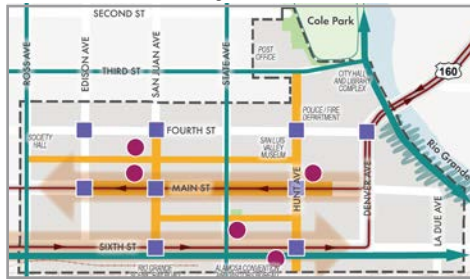 SECOND ST
Cole Park
ROSS AVE
EDISON AVE
SAN JUAN AVE
STATE AVE
POST
OFFICE
THIRD ST
CITY HALL
AND LIBRARY
COMPLEX
160
POLICE / FIRE
DEPARTMENT
SOCIETY
HALL
FOURTH ST
SAN LUIS
VALLEY
MUSEUM
Rio Grande
MAIN ST
HUNT AVE
DENVER AVE
LA DUE AVE
SIXTH ST
RIO GRANDE
ALAMOSA CONVENTION